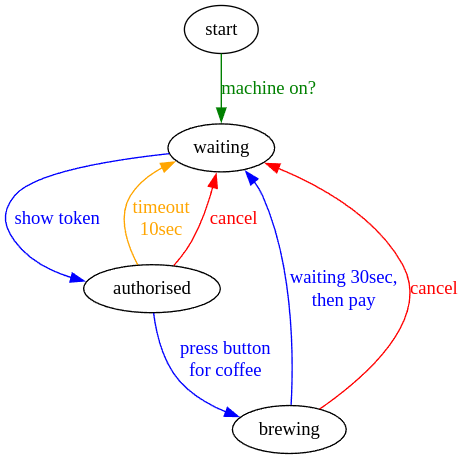 start
machine on?
waiting
show token
timeout
10sec
cancel
waiting 30sec,
then pay
cancel
authorised
press button
for coffee
brewing